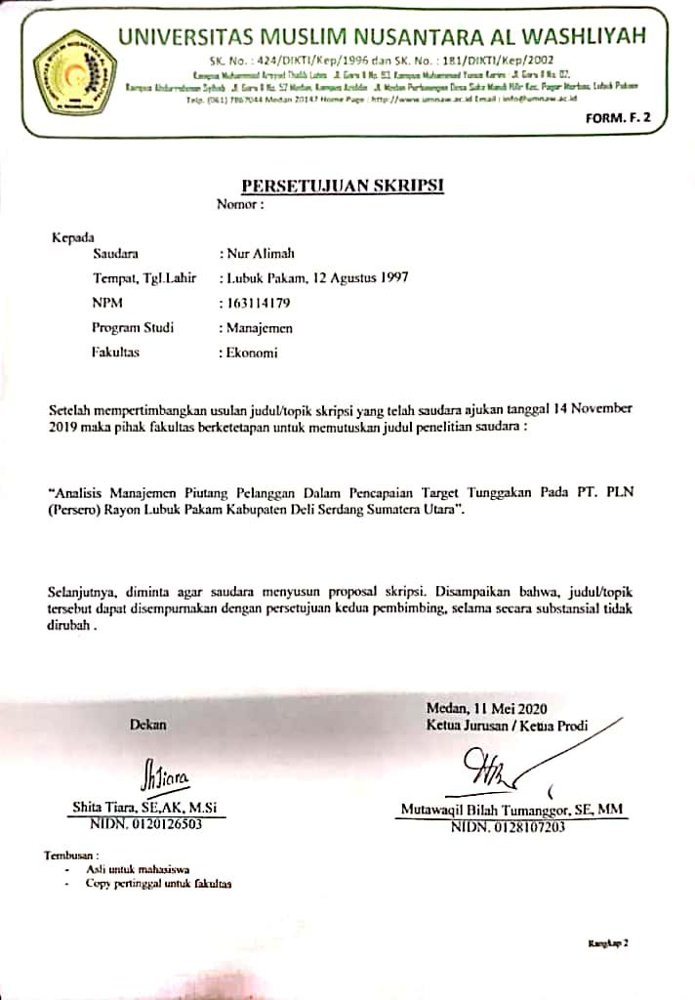 UNIVERSITAS MUSLIM NUSANTARA AL WASHLIYAH
SK. No. : 424/DIKTI/Kep/1996 dan SK. No. : 181/DIKTI/Kep/2002
Kampus Muhammad Arsyad Thalib Lubis Jl. Garu II No. 93, Kampus Muhammad Yunus Karim Jl. Garu II No. 02,
Kampus Abdurrahman Syihab Jl. Garu II No. 52 Medan, Kampus Jl. Medan Perbaungan Desa Suka Mandi Hilir Kec. Pagar Merbau, Lubuk Pakam
Telp. (061) 7867044 Medan 20147 Home Page : http://www.umnaw.ac.id Email : info@umnaw.ac.id
FORM. F. 2
PERSETUJUAN SKRIPSI
Nomor :
Kepada
Saudara : Nur Alimah
Tempat, Tgl.Lahir : Lubuk Pakam, 12 Agustus 1997
NPM : 163114179
Program Studi : Manajemen
Fakultas : Ekonomi
Setelah mempertimbangkan usulan judul/topik skripsi yang telah saudara ajukan tanggal 14 November
2019 maka pihak fakultas berketetapan untuk memutuskan judul penelitian saudara :
“Analisis Manajemen Piutang Pelanggan Dalam Pencapaian Target Tunggakan Pada PT. PLN
(Persero) Rayon Lubuk Pakam Kabupaten Deli Serdang Sumatera Utara”.
Selanjutnya, diminta agar saudara menyusun proposal skripsi. Disampaikan bahwa, judul/topik
tersebut dapat disempurnakan dengan persetujuan kedua pembimbing, selama secara substansial tidak
dirubah .
Medan, 11 Mei 2020
Dekan
Ketua Jurusan / Ketua Prodi
ShTiara
Shita Tiara, SE,AK, M.Si
NIDN. 0120126503
Mutawaqil Bilah Tumanggor, SE, MM
NIDN. 0128107203
Tembusan :
- Asli untuk mahasiswa
- Copy pertinggal untuk fakultas
Rangkap 2